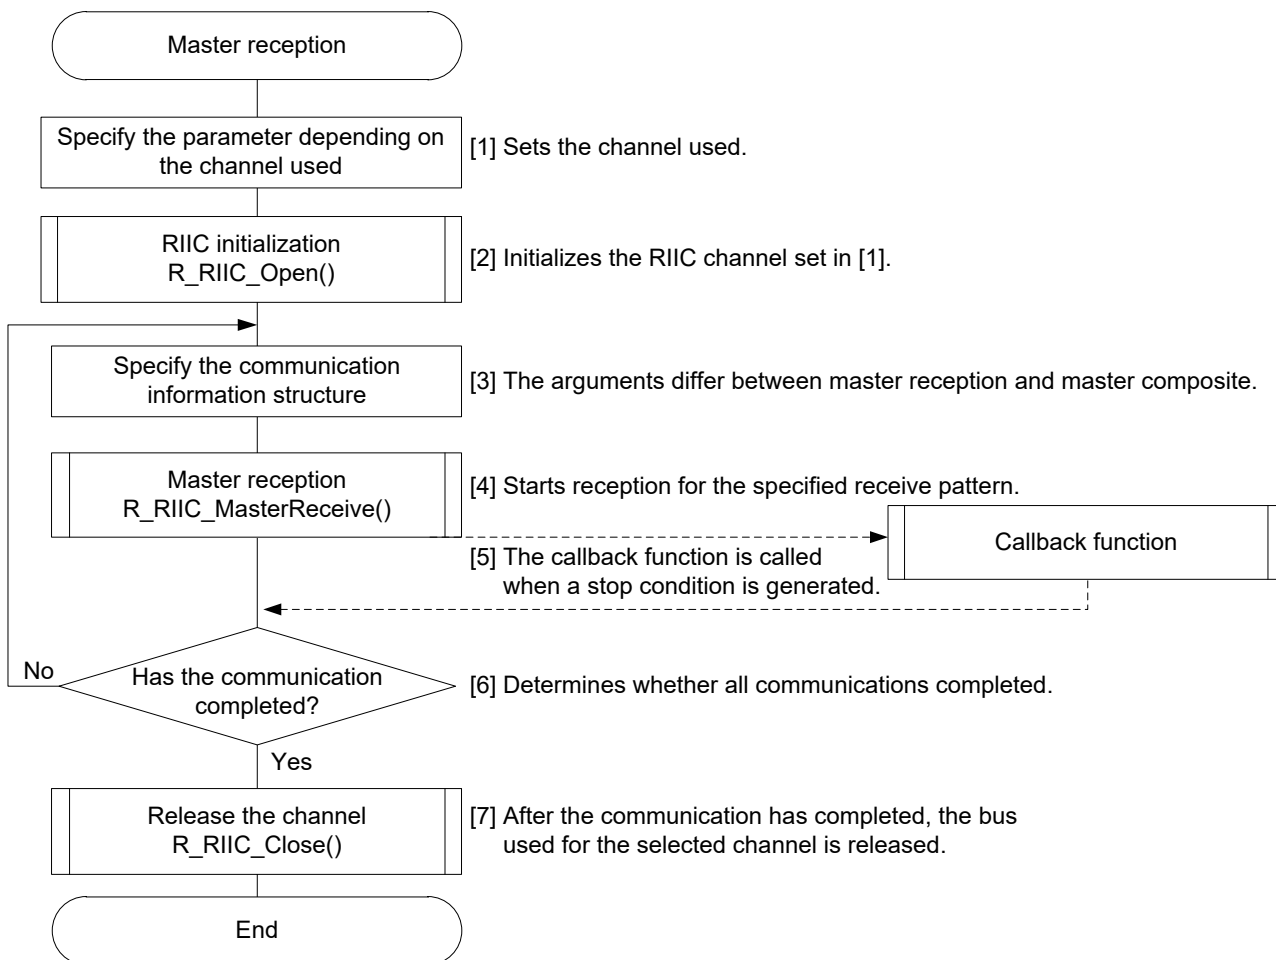 Master reception
Specify the parameter depending on
the channel used
[1] Sets the channel used.
RIIC initialization
R_RIIC_Open()
[2] Initializes the RIIC channel set in [1].
Specify the communication
information structure
[3] The arguments differ between master reception and master composite.
Master reception
R_RIIC_MasterReceive()
[4] Starts reception for the specified receive pattern.
[5] The callback function is called
when a stop condition is generated.
Callback function
No
Has the communication
completed?
[6] Determines whether all communications completed.
Yes
Release the channel
R_RIIC_Close()
[7] After the communication has completed, the bus
used for the selected channel is released.
End